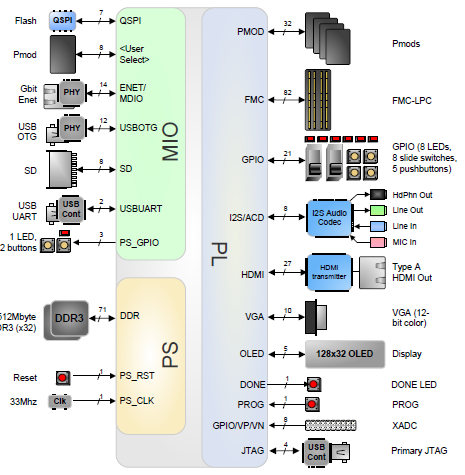 Flash
QSPI
7
QSPI
Pmod
8
<User
Select>
Gbit
Enet
PHY
14
ENET/
MDIO
USB
OTG
PHY
12
USBOTG
SD
8
SD
USB
UART
USB
Cont
2
USBUART
1 LED,
2 buttons
3
PS_GPIO
MIO
512Mbyte
DDR3 (x32)
DDR3
71
DDR
Reset
1
PS_RST
33Mhz
Clk
1
PS_CLK
PS
PL
PMOD
32
Pmods
FMC
82
FMC-LPC
GPIO
21
GPIO (8 LEDs,
8 slide switches,
5 pushbuttons)
I2S/ACD
8
I2S Audio
Codec
HdPhn Out
Line Out
Line In
MIC In
HDMI
27
HDMI
transmitter
Type A
HDMI Out
VGA
10
VGA (12-
bit color)
OLED
5
128x32 OLED
Display
DONE
1
DONE LED
PROG
1
PROG
GPIO/VP/VN
8
XADC
JTAG
4
USB
Cont
Primary JTAG